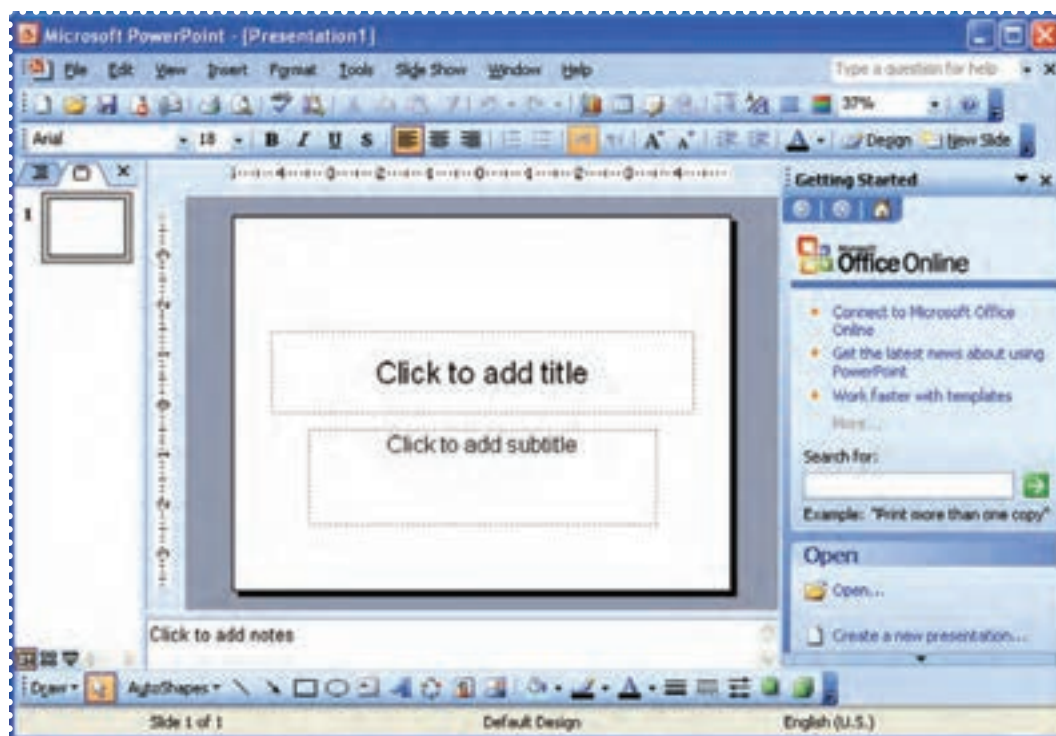 Microsoft PowerPoint - [Presentation1]
File Edit View Insert Format Tools Slide Show Window Help Type a question for help
37%
Arial 18 B I U S A A A Design New Slide
Getting Started
1
Microsoft
Office Online
Connect to Microsoft Office
Online
Get the latest news about using
PowerPoint
Work faster with templates
More...
Search for:
Example: "Print more than one copy"
Open
Open...
Create a new presentation...
Click to add title
Click to add subtitle
Click to add notes
Draw AutoShapes A
Slide 1 of 1 Default Design English (U.S.)